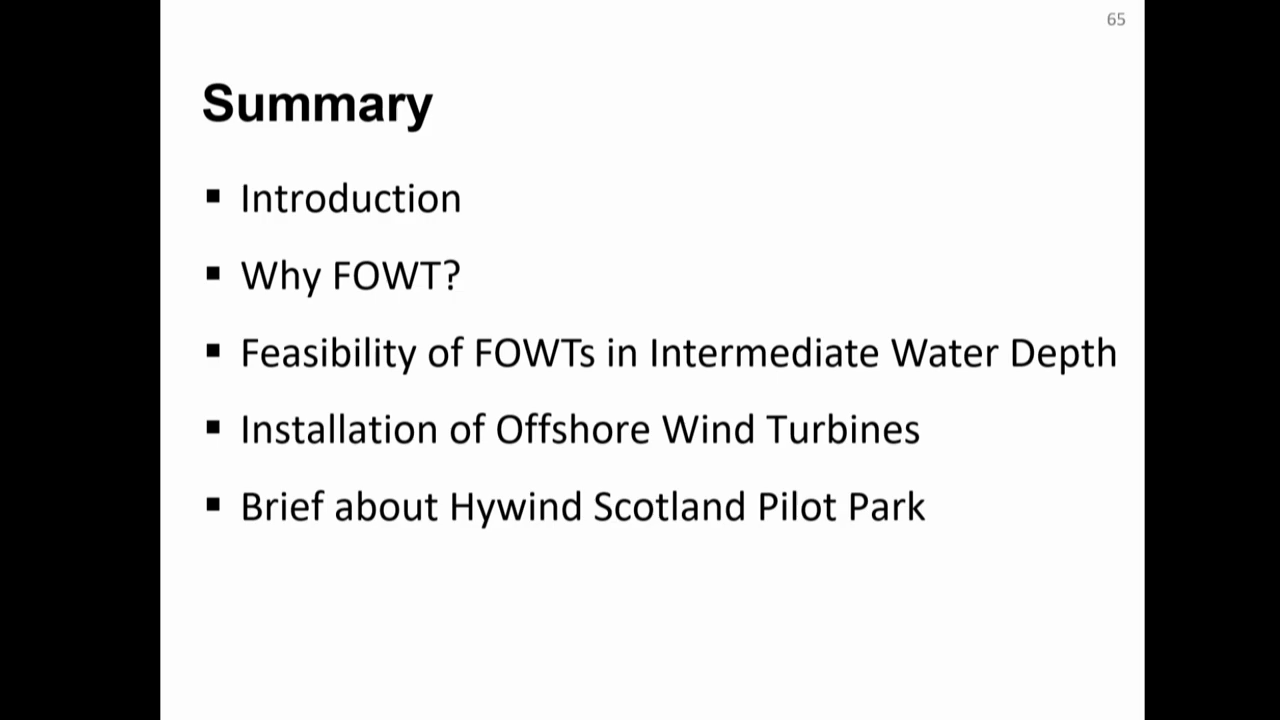 65
Summary
▪ Introduction
▪ Why FOWT?
▪ Feasibility of FOWTs in Intermediate Water Depth
▪ Installation of Offshore Wind Turbines
▪ Brief about Hywind Scotland Pilot Park